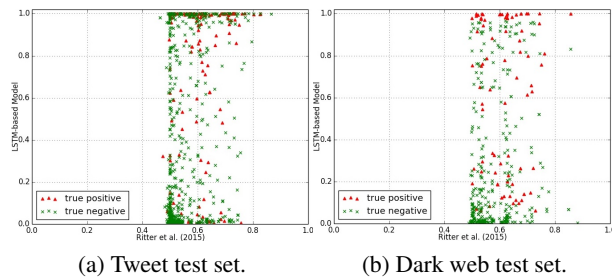 1.0
0.8
0.6
0.4
0.2
0.0
LSTM-based Model
true positive
true negative
0.0 0.2 0.4 0.6 0.8 1.0
Ritter et al. (2015)
(a) Tweet test set.
1.0
0.8
0.6
0.4
0.2
0.0
LSTM-based Model
true positive
true negative
0.0 0.2 0.4 0.6 0.8 1.0
Ritter et al. (2015)
(b) Dark web test set.